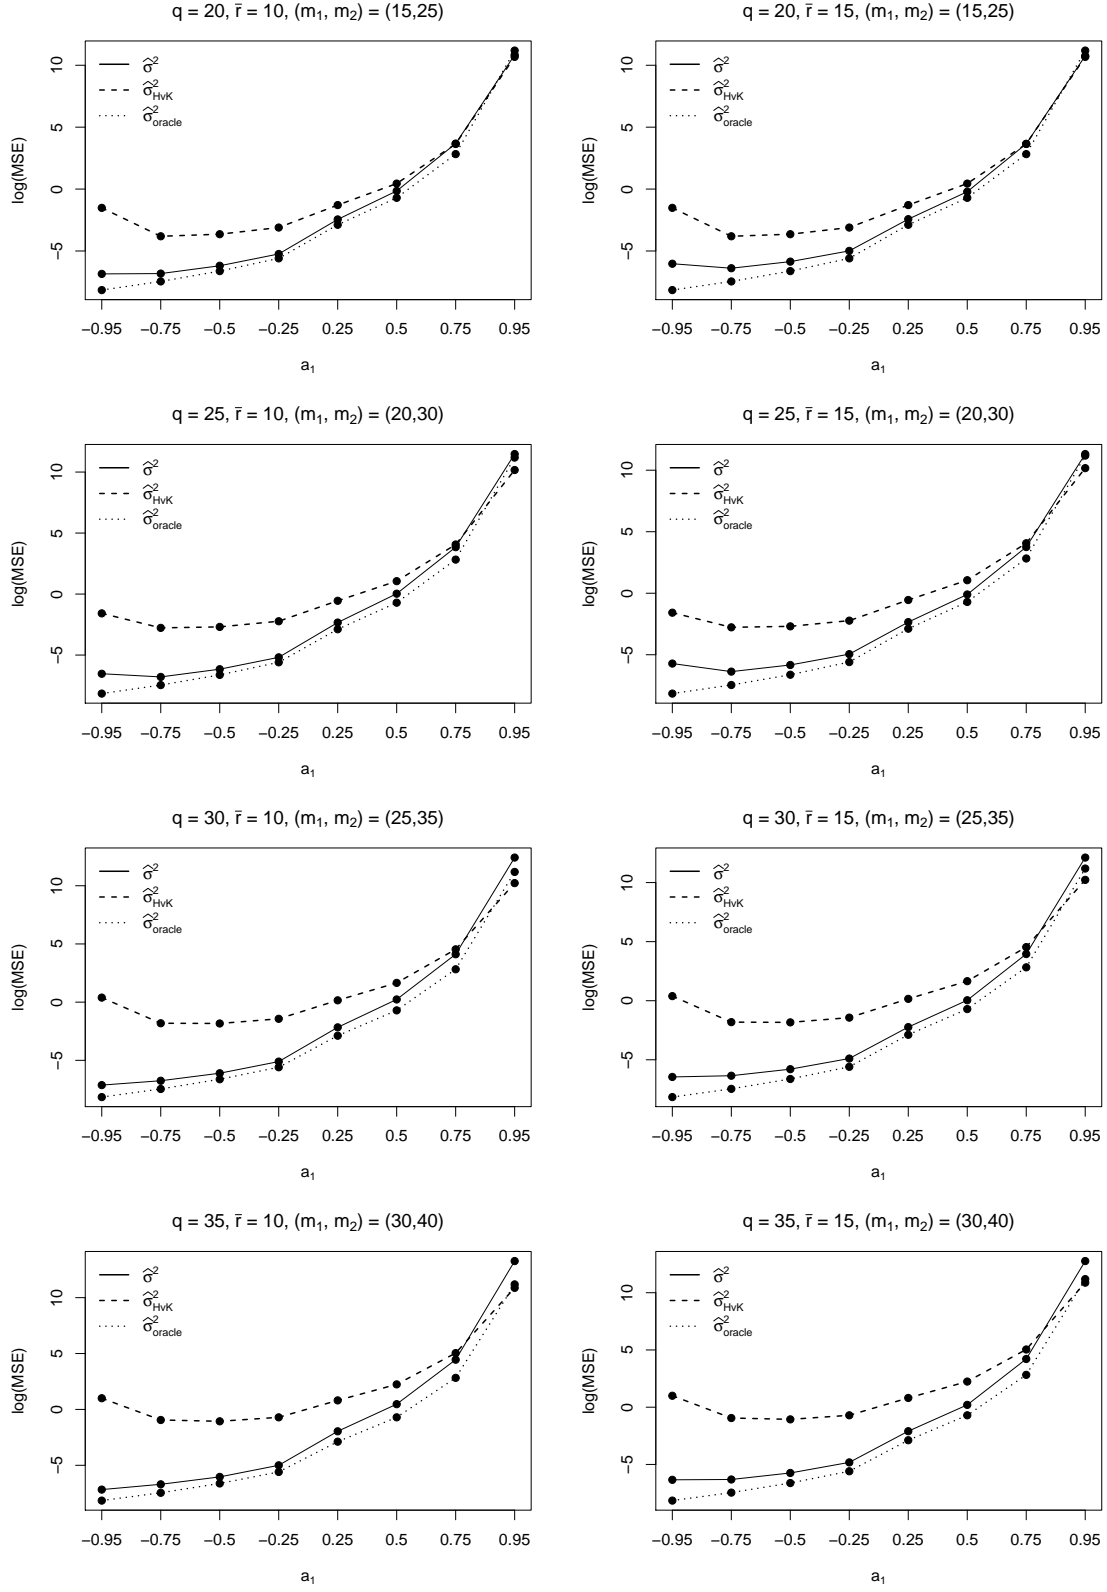 q = 20, r̄ = 10, (m₁, m₂) = (15,25)
log(MSE)
10
5
0
−5
σ̂²
σ̂²HvK
σ̂²oracle
−0.95 −0.75 −0.5 −0.25 0.25 0.5 0.75 0.95
a₁
q = 20, r̄ = 15, (m₁, m₂) = (15,25)
log(MSE)
10
5
0
−5
σ̂²
σ̂²HvK
σ̂²oracle
−0.95 −0.75 −0.5 −0.25 0.25 0.5 0.75 0.95
a₁
q = 25, r̄ = 10, (m₁, m₂) = (20,30)
log(MSE)
10
5
0
−5
σ̂²
σ̂²HvK
σ̂²oracle
−0.95 −0.75 −0.5 −0.25 0.25 0.5 0.75 0.95
a₁
q = 25, r̄ = 15, (m₁, m₂) = (20,30)
log(MSE)
10
5
0
−5
σ̂²
σ̂²HvK
σ̂²oracle
−0.95 −0.75 −0.5 −0.25 0.25 0.5 0.75 0.95
a₁
q = 30, r̄ = 10, (m₁, m₂) = (25,35)
log(MSE)
10
5
0
−5
σ̂²
σ̂²HvK
σ̂²oracle
−0.95 −0.75 −0.5 −0.25 0.25 0.5 0.75 0.95
a₁
q = 30, r̄ = 15, (m₁, m₂) = (25,35)
log(MSE)
10
5
0
−5
σ̂²
σ̂²HvK
σ̂²oracle
−0.95 −0.75 −0.5 −0.25 0.25 0.5 0.75 0.95
a₁
q = 35, r̄ = 10, (m₁, m₂) = (30,40)
log(MSE)
10
5
0
−5
σ̂²
σ̂²HvK
σ̂²oracle
−0.95 −0.75 −0.5 −0.25 0.25 0.5 0.75 0.95
a₁
q = 35, r̄ = 15, (m₁, m₂) = (30,40)
log(MSE)
10
5
0
−5
σ̂²
σ̂²HvK
σ̂²oracle
−0.95 −0.75 −0.5 −0.25 0.25 0.5 0.75 0.95
a₁